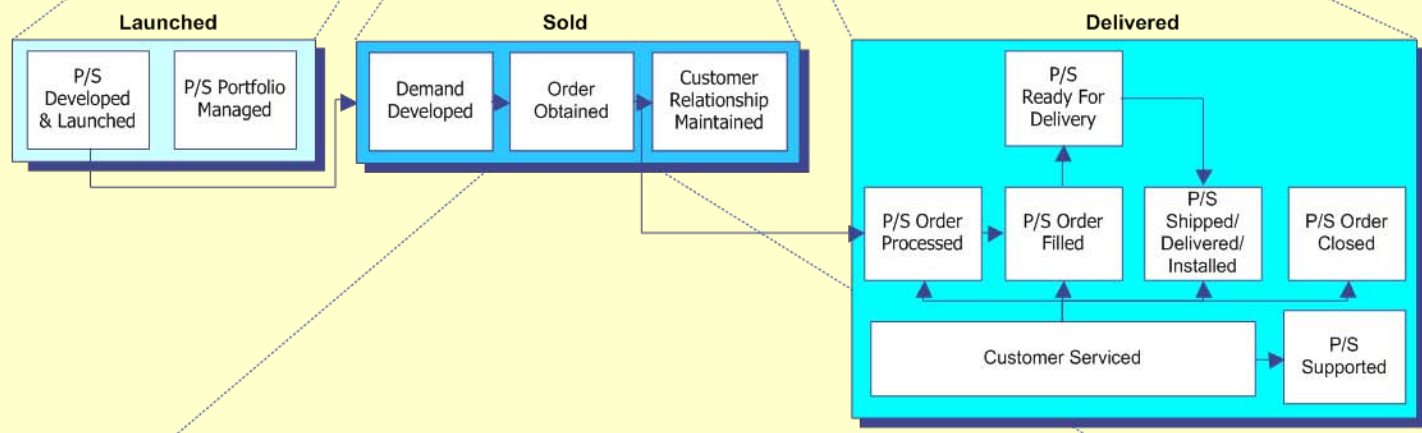 Launched
P/S
Developed
& Launched
P/S Portfolio
Managed
Sold
Demand
Developed
Order
Obtained
Customer
Relationship
Maintained
Delivered
P/S
Ready For
Delivery
P/S Order
Processed
P/S Order
Filled
P/S
Shipped/
Delivered/
Installed
P/S Order
Closed
Customer Serviced
P/S
Supported